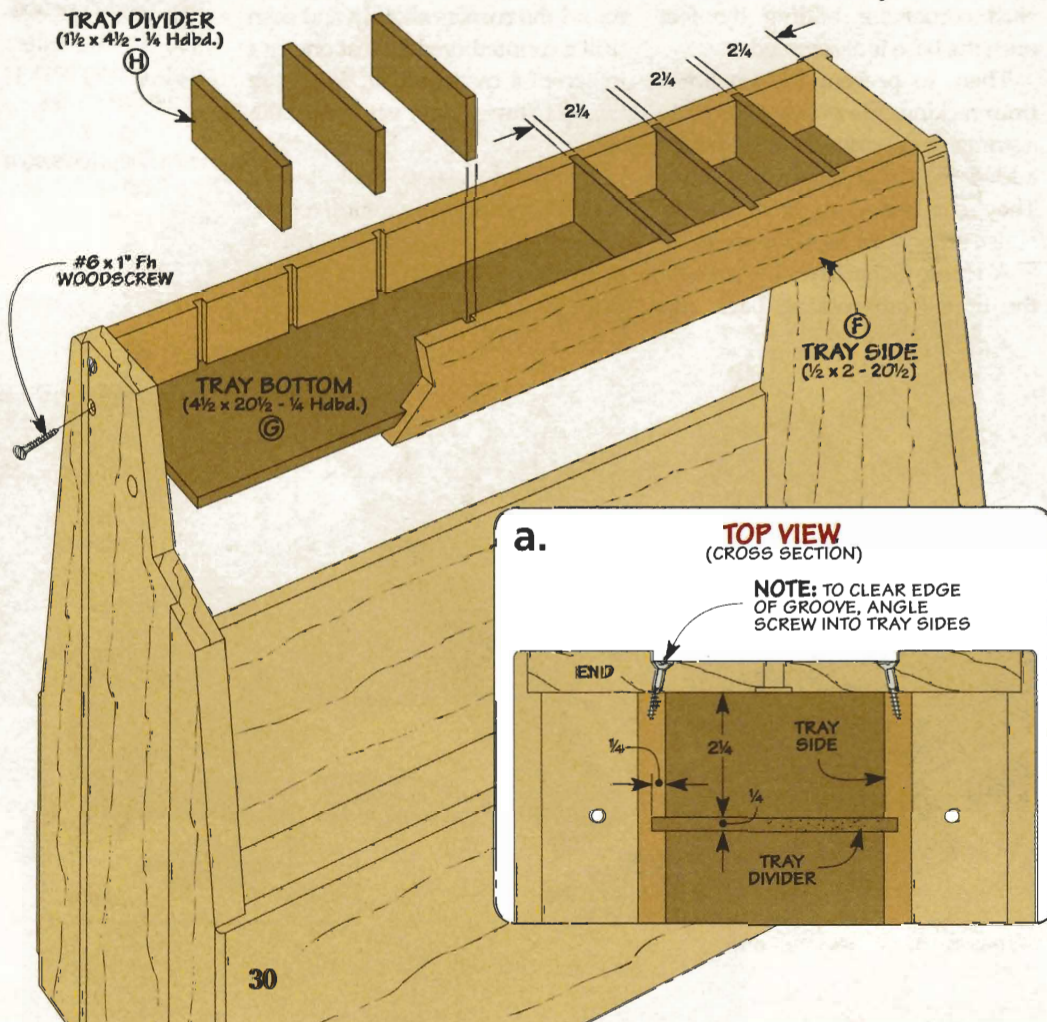 TRAY DIVIDER
(1½ x 4½ - ¼ Hdbd.)
H
2¼
2¼
2¼
#6 x 1" Fh
WOODSCREW
TRAY BOTTOM
(4½ x 20½ - ¼ Hdbd.)
G
F
TRAY SIDE
(½ x 2 - 20½)
a.
TOP VIEW
(CROSS SECTION)
NOTE: TO CLEAR EDGE
OF GROOVE, ANGLE
SCREW INTO TRAY SIDES
END
¼
2¼
TRAY
SIDE
¼
TRAY
DIVIDER
30